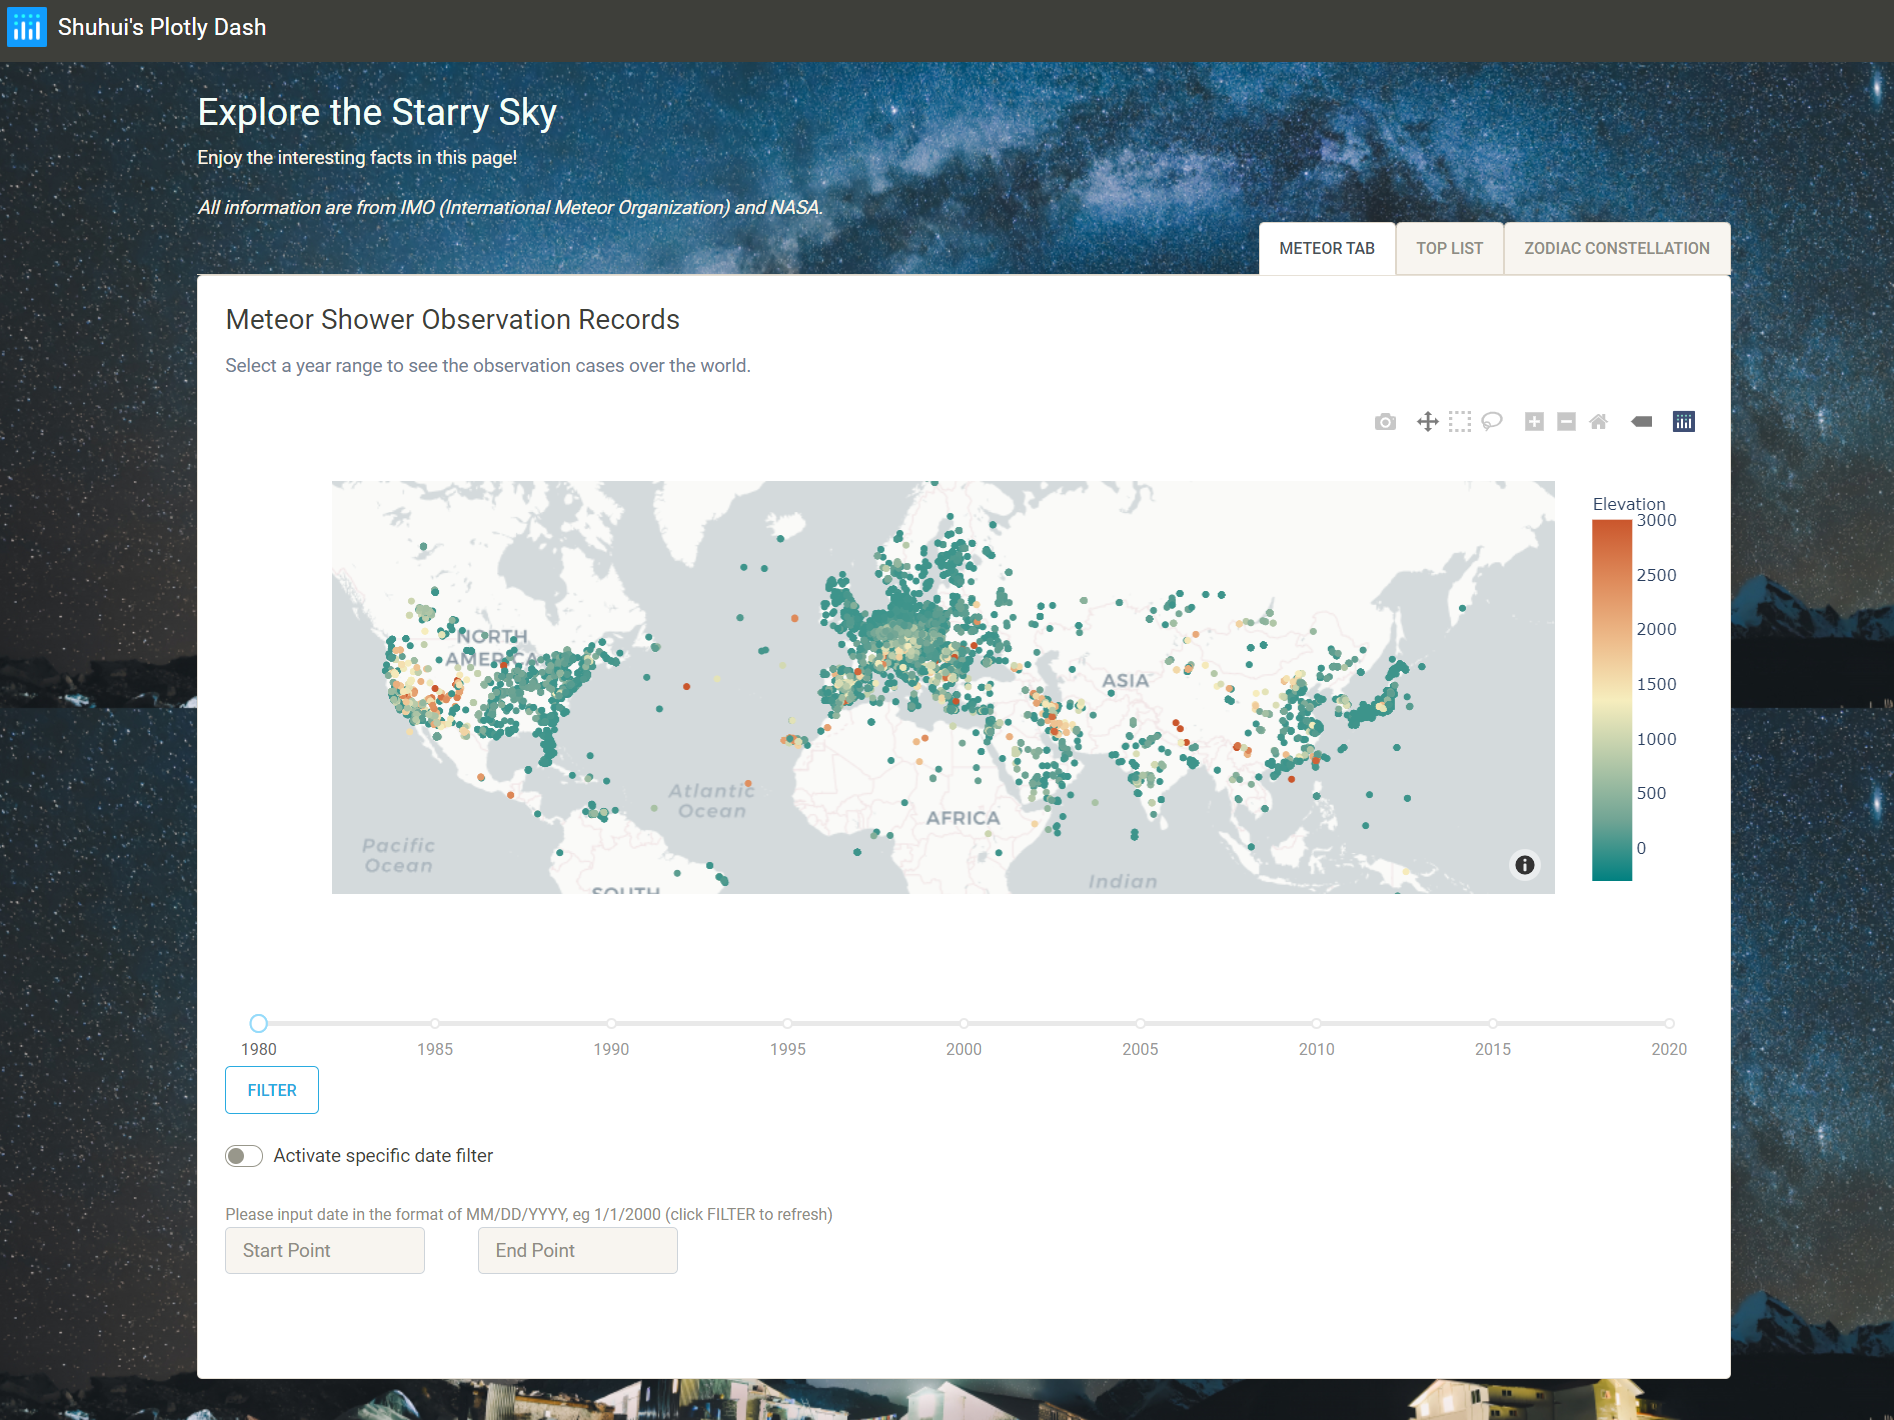 Shuhui's Plotly Dash
Explore the Starry Sky
Enjoy the interesting facts in this page!
All information are from IMO (International Meteor Organization) and NASA.
METEOR TAB
TOP LIST
ZODIAC CONSTELLATION
Meteor Shower Observation Records
Select a year range to see the observation cases over the world.
Elevation
3000
2500
2000
1500
1000
500
0
NORTH
AMERICA
ASIA
Atlantic
Ocean
AFRICA
Pacific
Ocean
SOUTH
Indian
1980
1985
1990
1995
2000
2005
2010
2015
2020
FILTER
Activate specific date filter
Please input date in the format of MM/DD/YYYY, eg 1/1/2000 (click FILTER to refresh)
Start Point
End Point